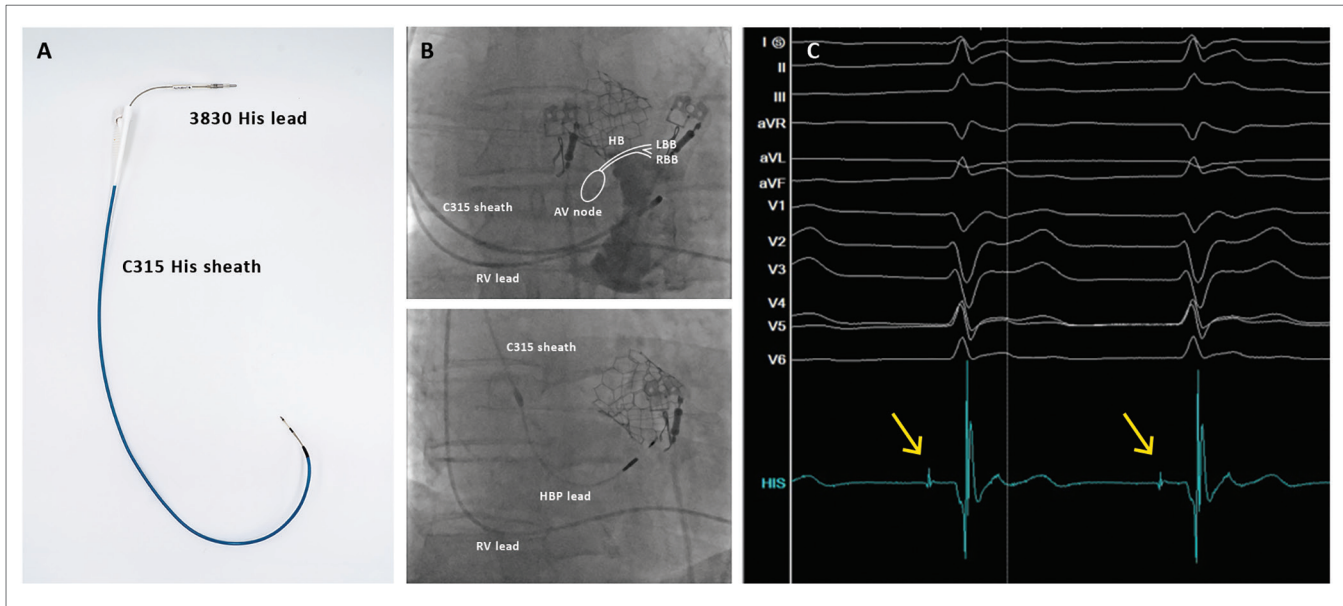 A
3830 His lead
C315 His sheath
B
HB
LBB
RBB
AV node
C315 sheath
RV lead
C315 sheath
HBP lead
RV lead
C
I Ⓢ
II
III
aVR
aVL
aVF
V1
V2
V3
V4
V5
V6
HIS